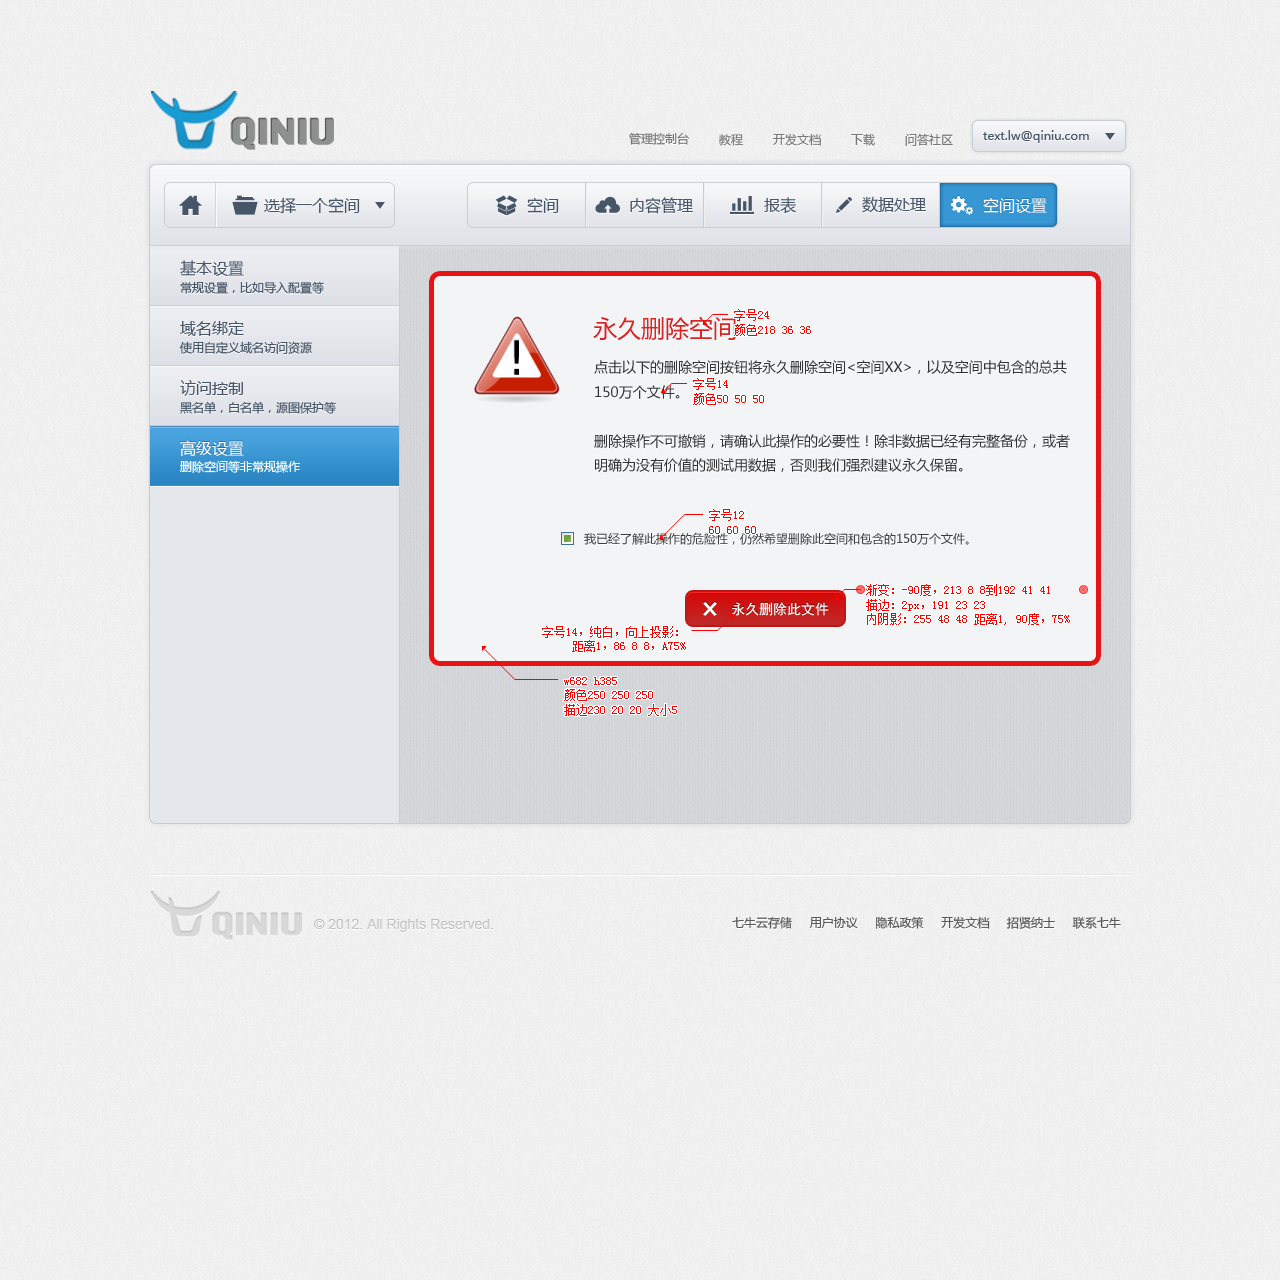 QINIU
管理控制台 教程 开发文档 下载 问答社区 text.lw@qiniu.com
选择一个空间 空间 内容管理 报表 数据处理 空间设置
基本设置
常规设置，比如导入配置等
域名绑定
使用自定义域名访问资源
访问控制
黑名单，白名单，源图保护等
高级设置
删除空间等非常规操作
永久删除空间
字号24
颜色218 36 36
点击以下的删除空间按钮将永久删除空间<空间XX>，以及空间中包含的总共
150万个文件。
字号14
颜色50 50 50
删除操作不可撤销，请确认此操作的必要性！除非数据已经有完整备份，或者
明确为没有价值的测试用数据，否则我们强烈建议永久保留。
字号12
60 60 60
我已经了解此操作的危险性，仍然希望删除此空间和包含的150万个文件。
永久删除此文件
渐变：-90度，213 8 8到192 41 41
描边：2px，191 23 23
内阴影：255 48 48 距离1, 90度，75%
字号14，纯白，向上投影：
距离1，86 8 8，A75%
w682 h385
颜色250 250 250
描边230 20 20 大小5
QINIU © 2012. All Rights Reserved.
七牛云存储 用户协议 隐私政策 开发文档 招贤纳士 联系七牛